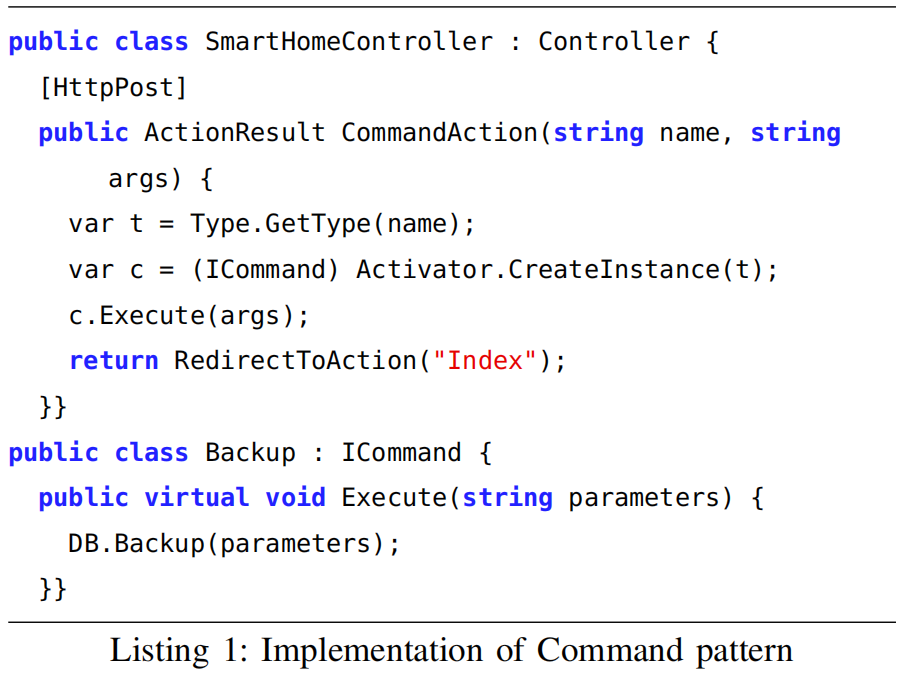 public class SmartHomeController : Controller {
[HttpPost]
public ActionResult CommandAction(string name, string
args) {
var t = Type.GetType(name);
var c = (ICommand) Activator.CreateInstance(t);
c.Execute(args);
return RedirectToAction("Index");
}}
public class Backup : ICommand {
public virtual void Execute(string parameters) {
DB.Backup(parameters);
}}
Listing 1: Implementation of Command pattern